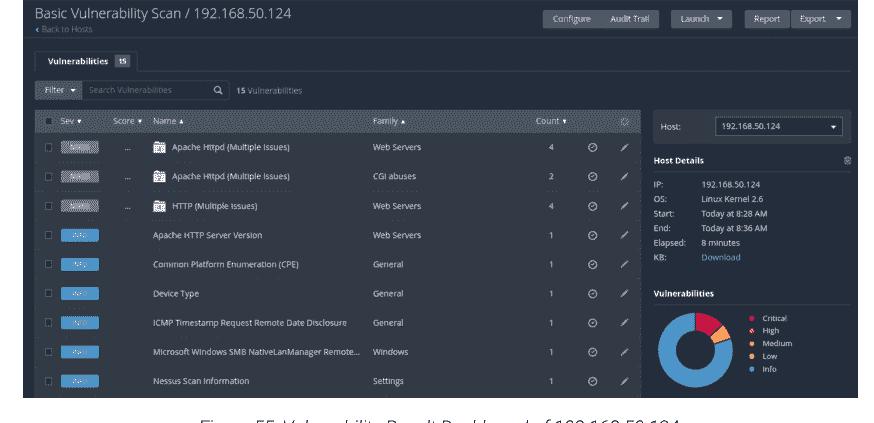 Basic Vulnerability Scan / 192.168.50.124
Configure Audit Trail Launch Report Export
‹ Back to Hosts
Vulnerabilities 15
Filter Search Vulnerabilities 15 Vulnerabilities
Sev Score Name Family Count
... Apache Httpd (Multiple Issues) Web Servers 4
... Apache Httpd (Multiple Issues) CGI abuses 2
... HTTP (Multiple Issues) Web Servers 4
INFO Apache HTTP Server Version Web Servers 1
INFO Common Platform Enumeration (CPE) General 1
INFO Device Type General 1
INFO ICMP Timestamp Request Remote Date Disclosure General 1
INFO Microsoft Windows SMB NativeLanManager Remote... Windows 1
INFO Nessus Scan Information Settings 1
Host: 192.168.50.124
Host Details
IP: 192.168.50.124
OS: Linux Kernel 2.6
Start: Today at 8:28 AM
End: Today at 8:36 AM
Elapsed: 8 minutes
KB: Download
Vulnerabilities
Critical
High
Medium
Low
Info